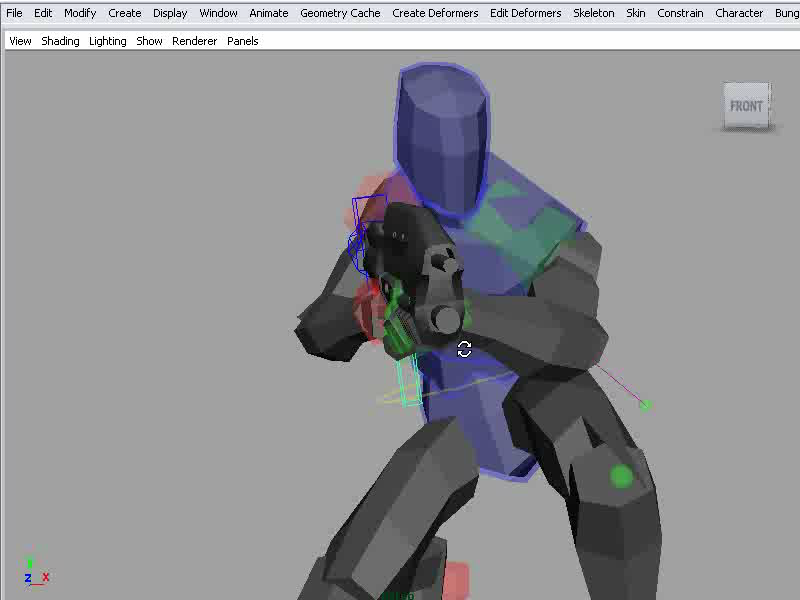 File Edit Modify Create Display Window Animate Geometry Cache Create Deformers Edit Deformers Skeleton Skin Constrain Character Bung
View Shading Lighting Show Renderer Panels
FRONT
Y
Z X